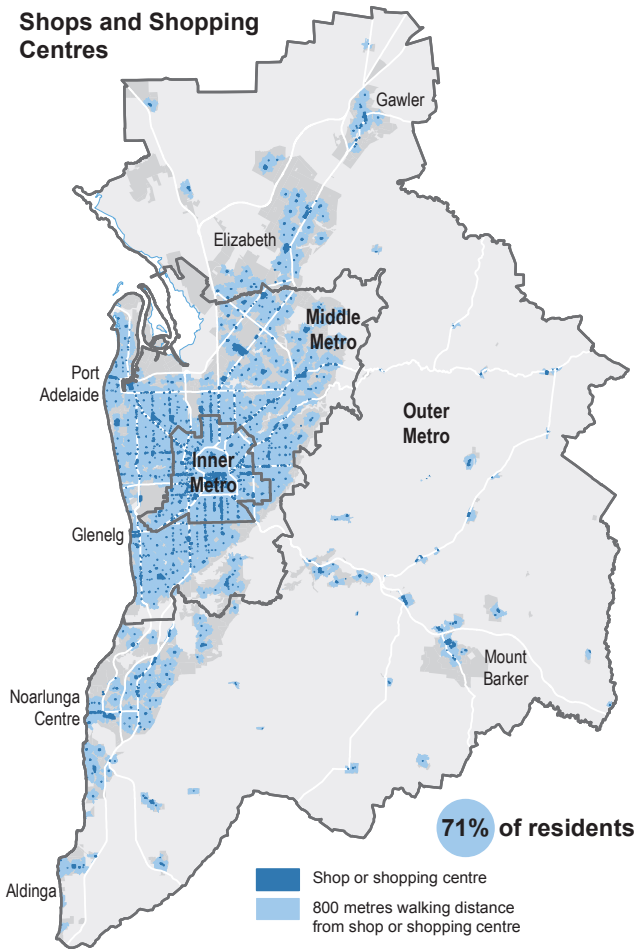 Shops and Shopping
Centres
Gawler
Elizabeth
Middle
Metro
Port
Adelaide
Outer
Metro
Inner
Metro
Glenelg
Mount
Barker
Noarlunga
Centre
71% of residents
Shop or shopping centre
Aldinga
800 metres walking distance
from shop or shopping centre